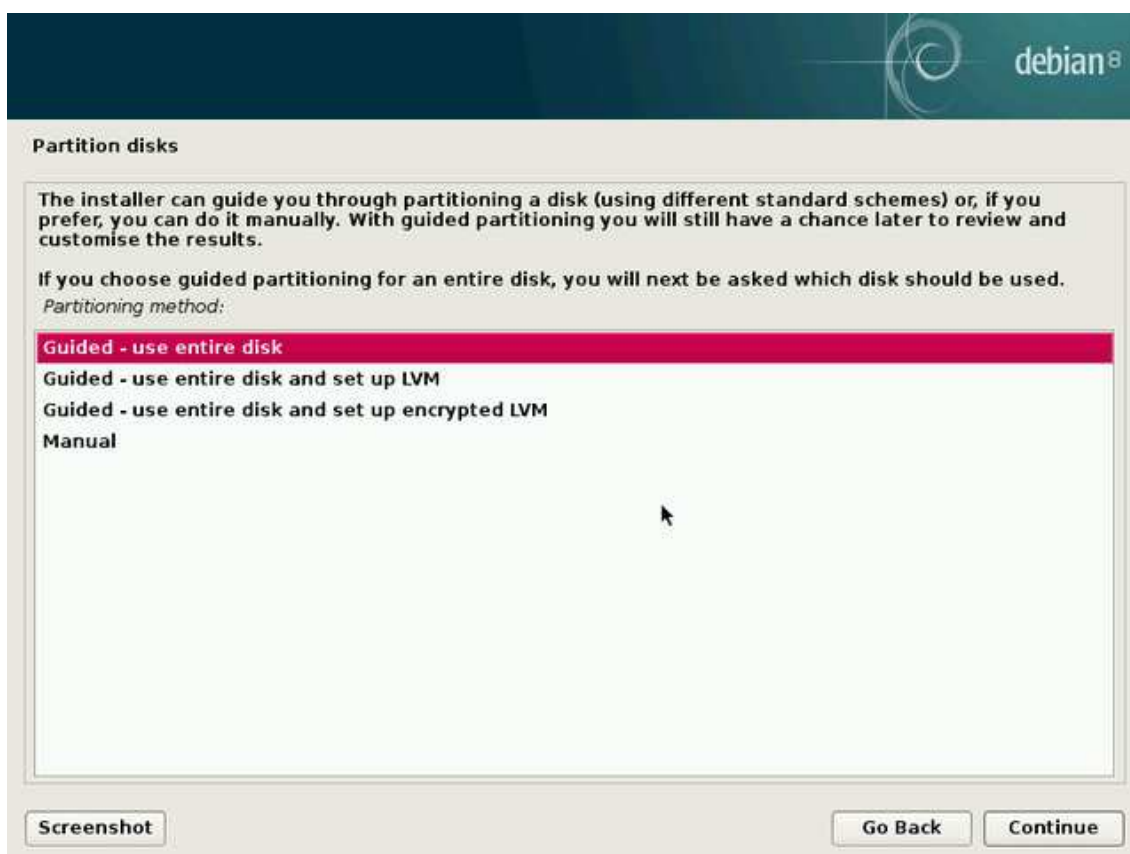 debian 8
Partition disks
The installer can guide you through partitioning a disk (using different standard schemes) or, if you
prefer, you can do it manually. With guided partitioning you will still have a chance later to review and
customise the results.
If you choose guided partitioning for an entire disk, you will next be asked which disk should be used.
Partitioning method:
Guided - use entire disk
Guided - use entire disk and set up LVM
Guided - use entire disk and set up encrypted LVM
Manual
Screenshot
Go Back
Continue